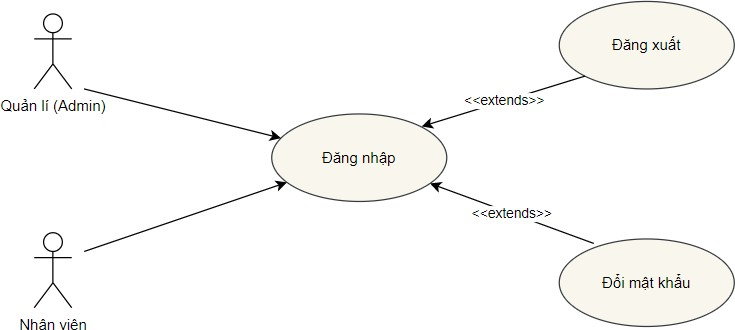 Đăng xuất
<<extends>>
Quản lí (Admin)
Đăng nhập
<<extends>>
Đổi mật khẩu
Nhân viên